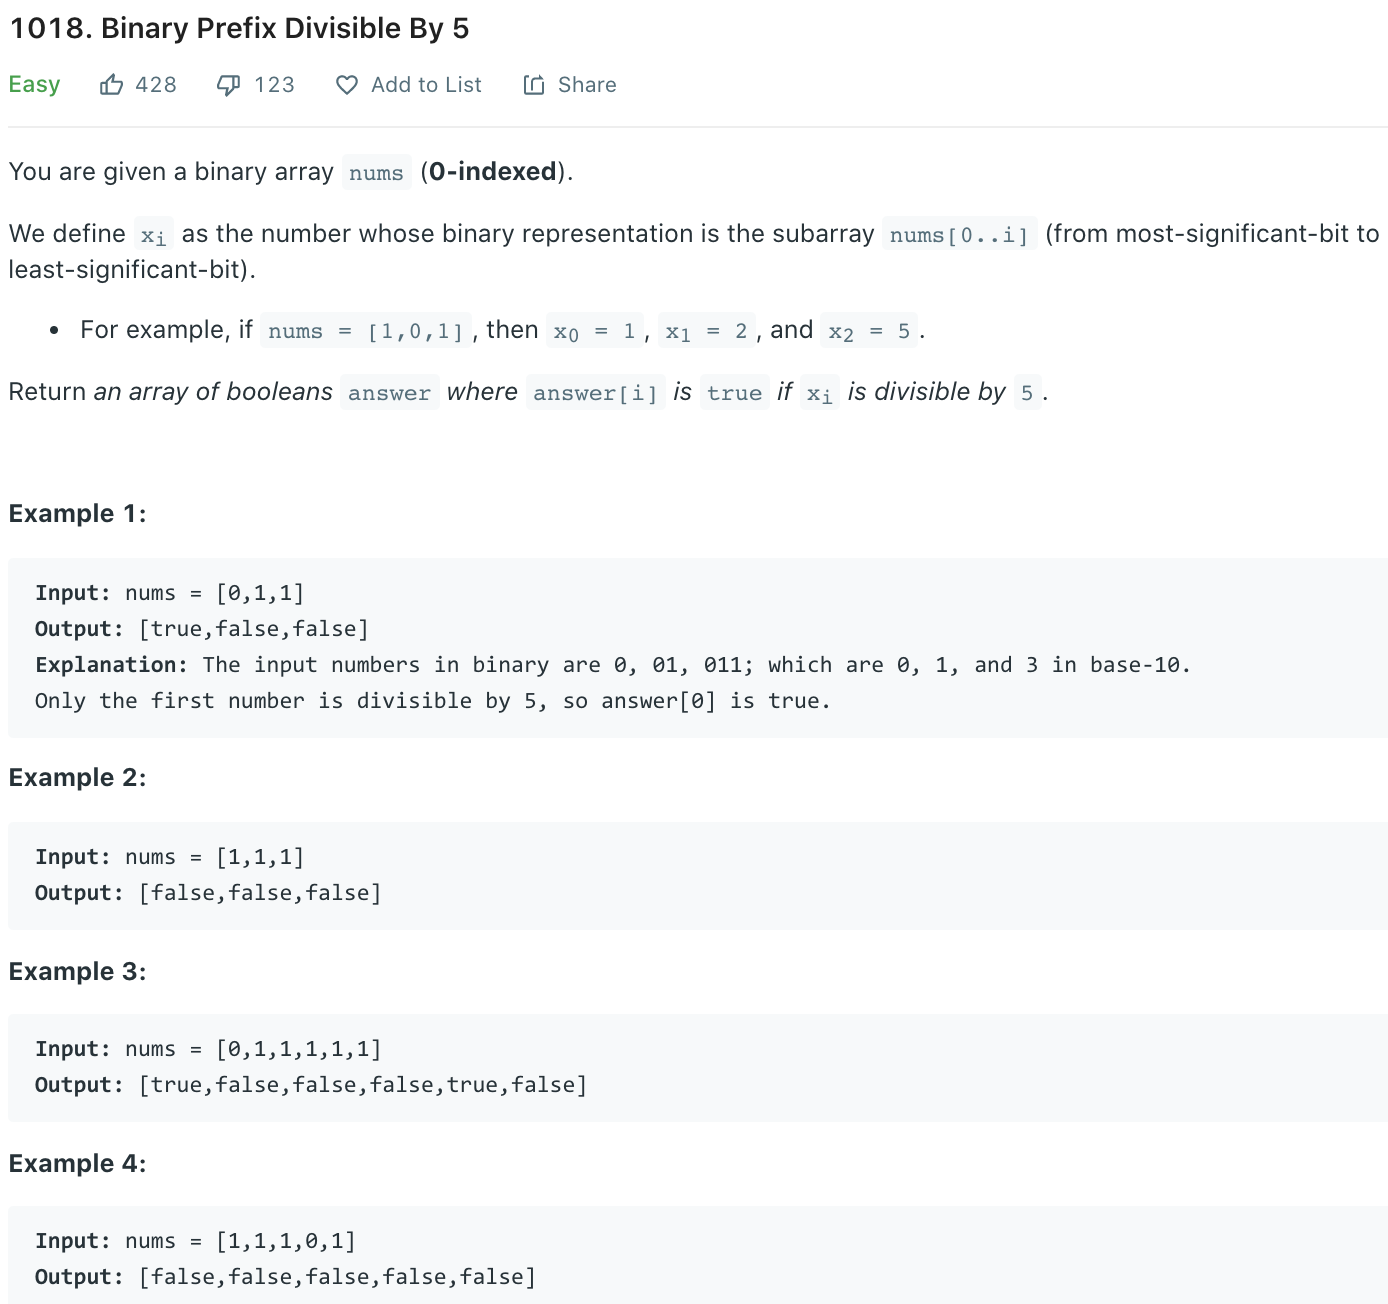 1018. Binary Prefix Divisible By 5
Easy 428 123 Add to List Share
You are given a binary array nums (0-indexed).
We define xi as the number whose binary representation is the subarray nums[0..i] (from most-significant-bit to
least-significant-bit).
• For example, if nums = [1,0,1], then x0 = 1, x1 = 2, and x2 = 5.
Return an array of booleans answer where answer[i] is true if xi is divisible by 5.
Example 1:
Input: nums = [0,1,1]
Output: [true,false,false]
Explanation: The input numbers in binary are 0, 01, 011; which are 0, 1, and 3 in base-10.
Only the first number is divisible by 5, so answer[0] is true.
Example 2:
Input: nums = [1,1,1]
Output: [false,false,false]
Example 3:
Input: nums = [0,1,1,1,1,1]
Output: [true,false,false,false,true,false]
Example 4:
Input: nums = [1,1,1,0,1]
Output: [false,false,false,false,false]